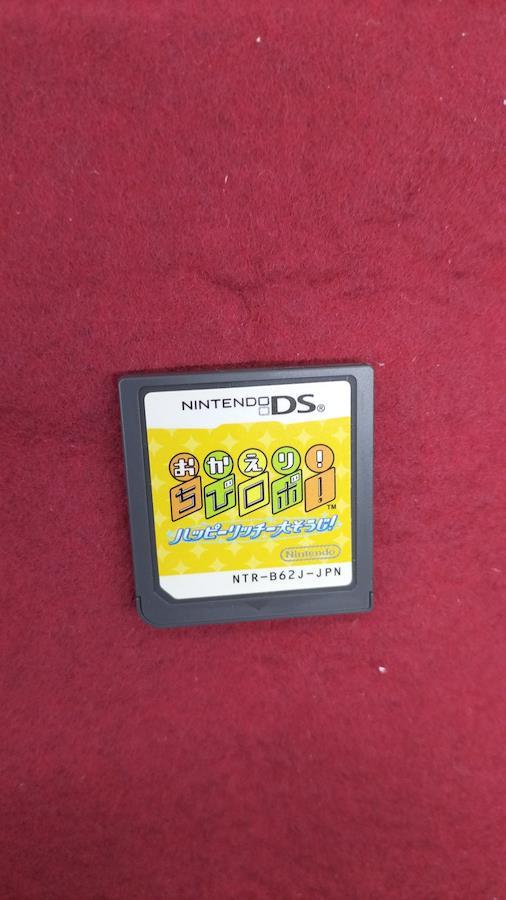 NINTENDO DS®
おかえり!
ちびロボ!™
ハッピーリッチー大そうじ!
Nintendo
NTR-B62J-JPN